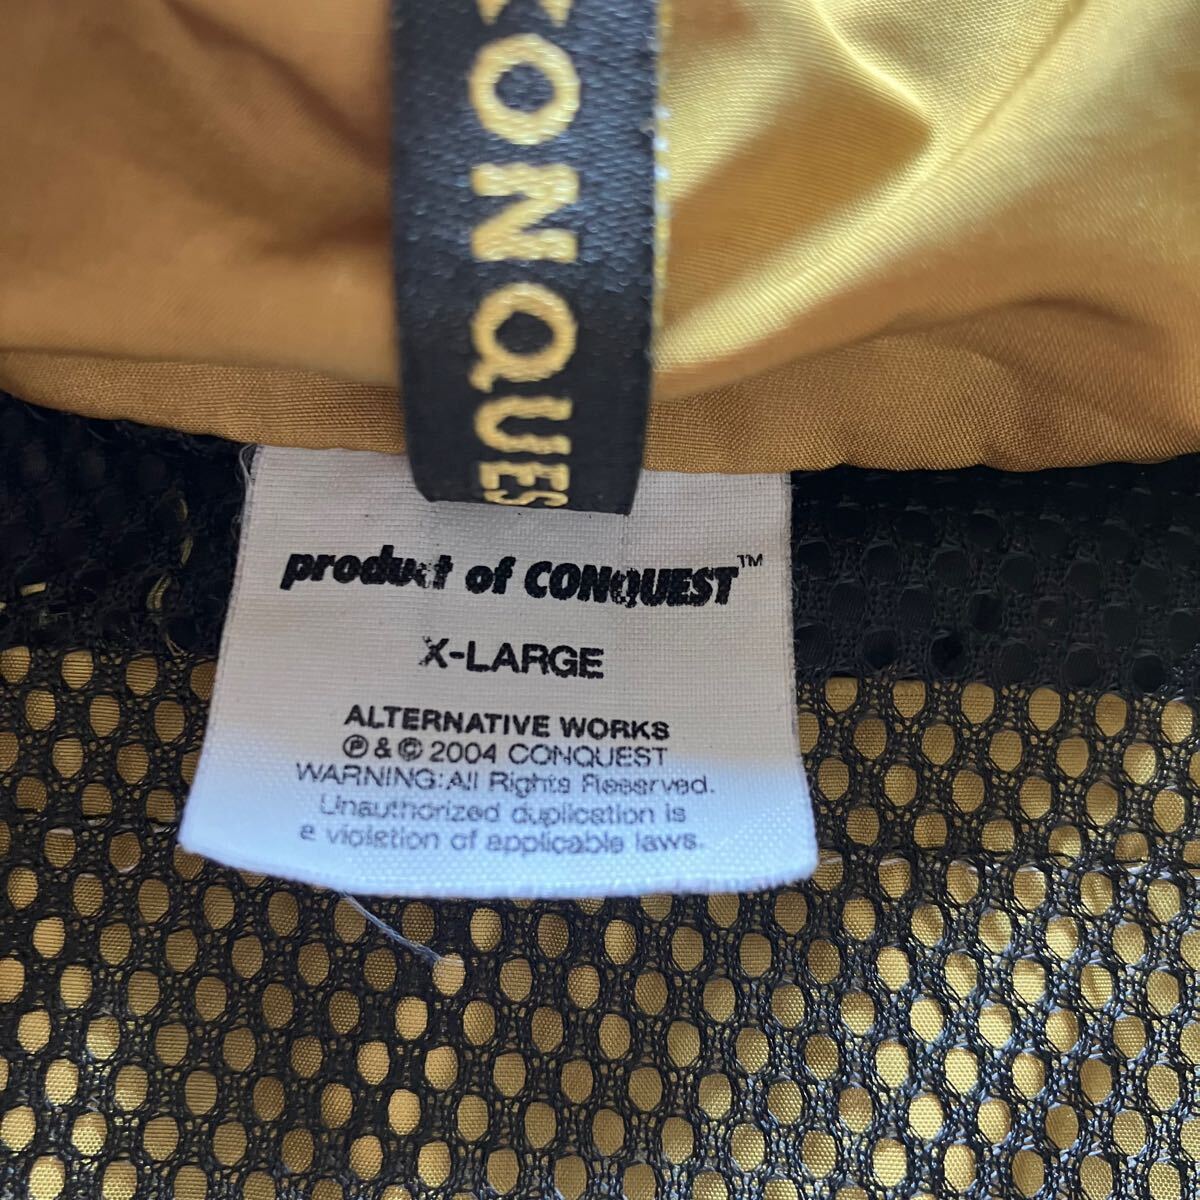 KONQUES
product of CONQUEST™
X-LARGE
ALTERNATIVE WORKS
℗ & © 2004 CONQUEST
WARNING: All Rights Reserved.
Unauthorized duplication is
a violation of applicable laws.